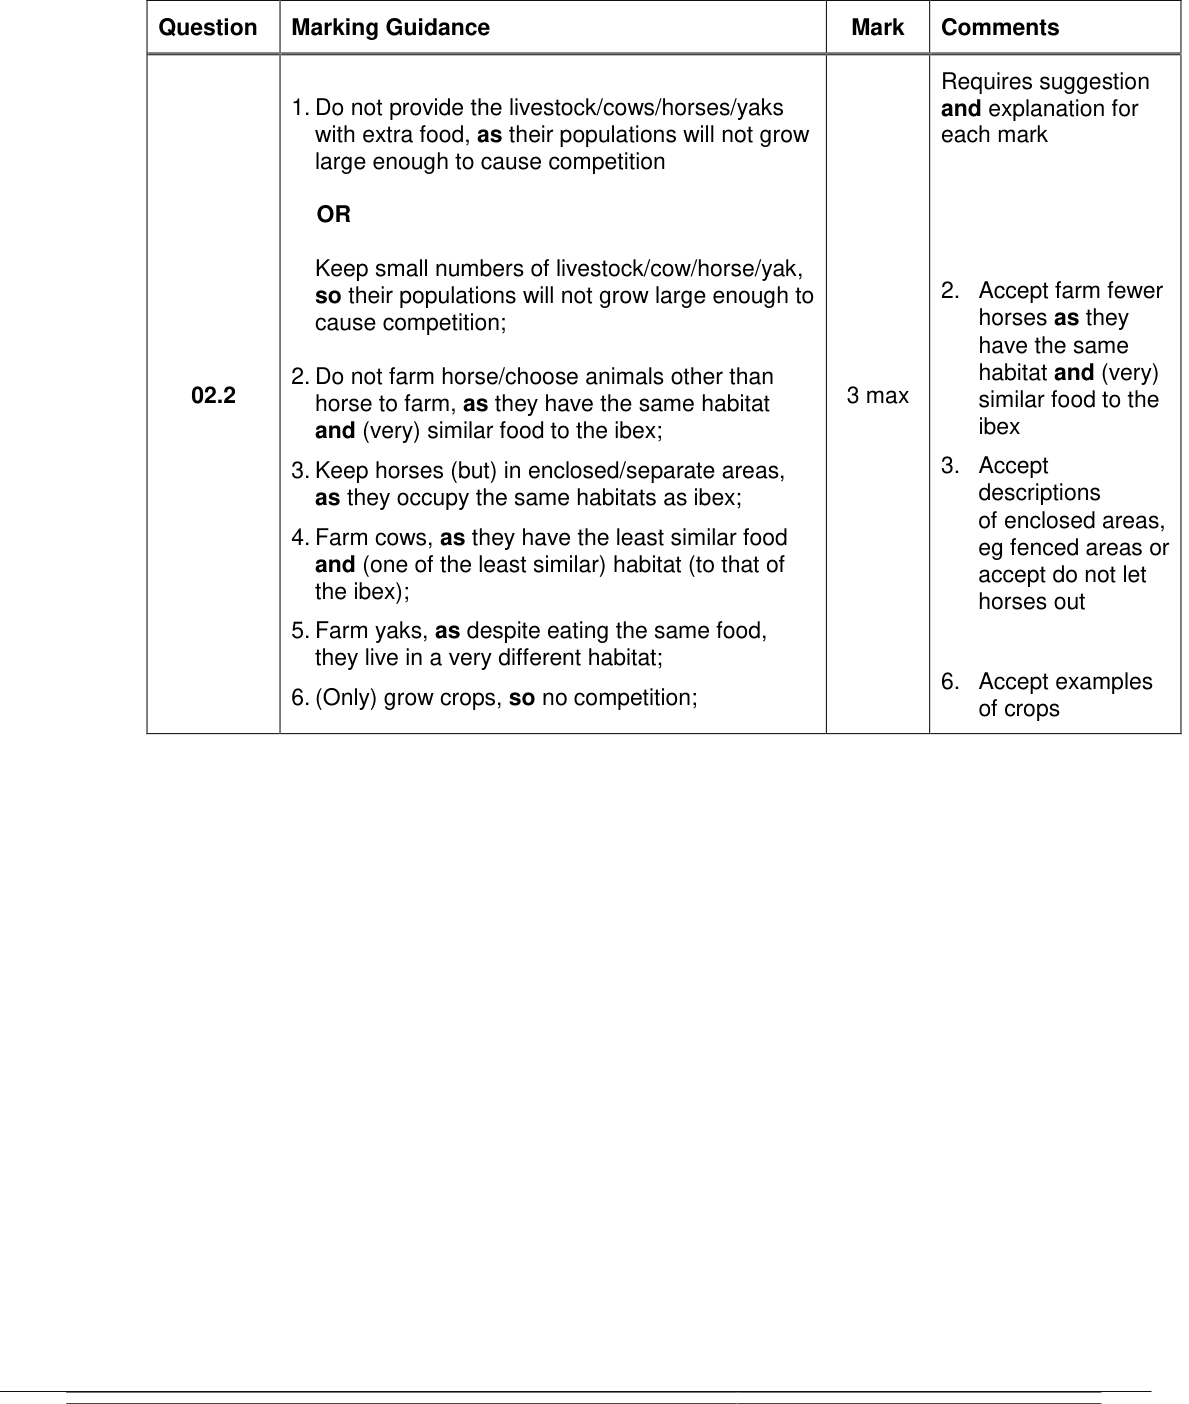 Question Marking Guidance Mark Comments
02.2
1. Do not provide the livestock/cows/horses/yaks
with extra food, as their populations will not grow
large enough to cause competition
OR
Keep small numbers of livestock/cow/horse/yak,
so their populations will not grow large enough to
cause competition;
2. Do not farm horse/choose animals other than
horse to farm, as they have the same habitat
and (very) similar food to the ibex;
3. Keep horses (but) in enclosed/separate areas,
as they occupy the same habitats as ibex;
4. Farm cows, as they have the least similar food
and (one of the least similar) habitat (to that of
the ibex);
5. Farm yaks, as despite eating the same food,
they live in a very different habitat;
6. (Only) grow crops, so no competition;
3 max
Requires suggestion
and explanation for
each mark
2. Accept farm fewer
horses as they
have the same
habitat and (very)
similar food to the
ibex
3. Accept
descriptions
of enclosed areas,
eg fenced areas or
accept do not let
horses out
6. Accept examples
of crops